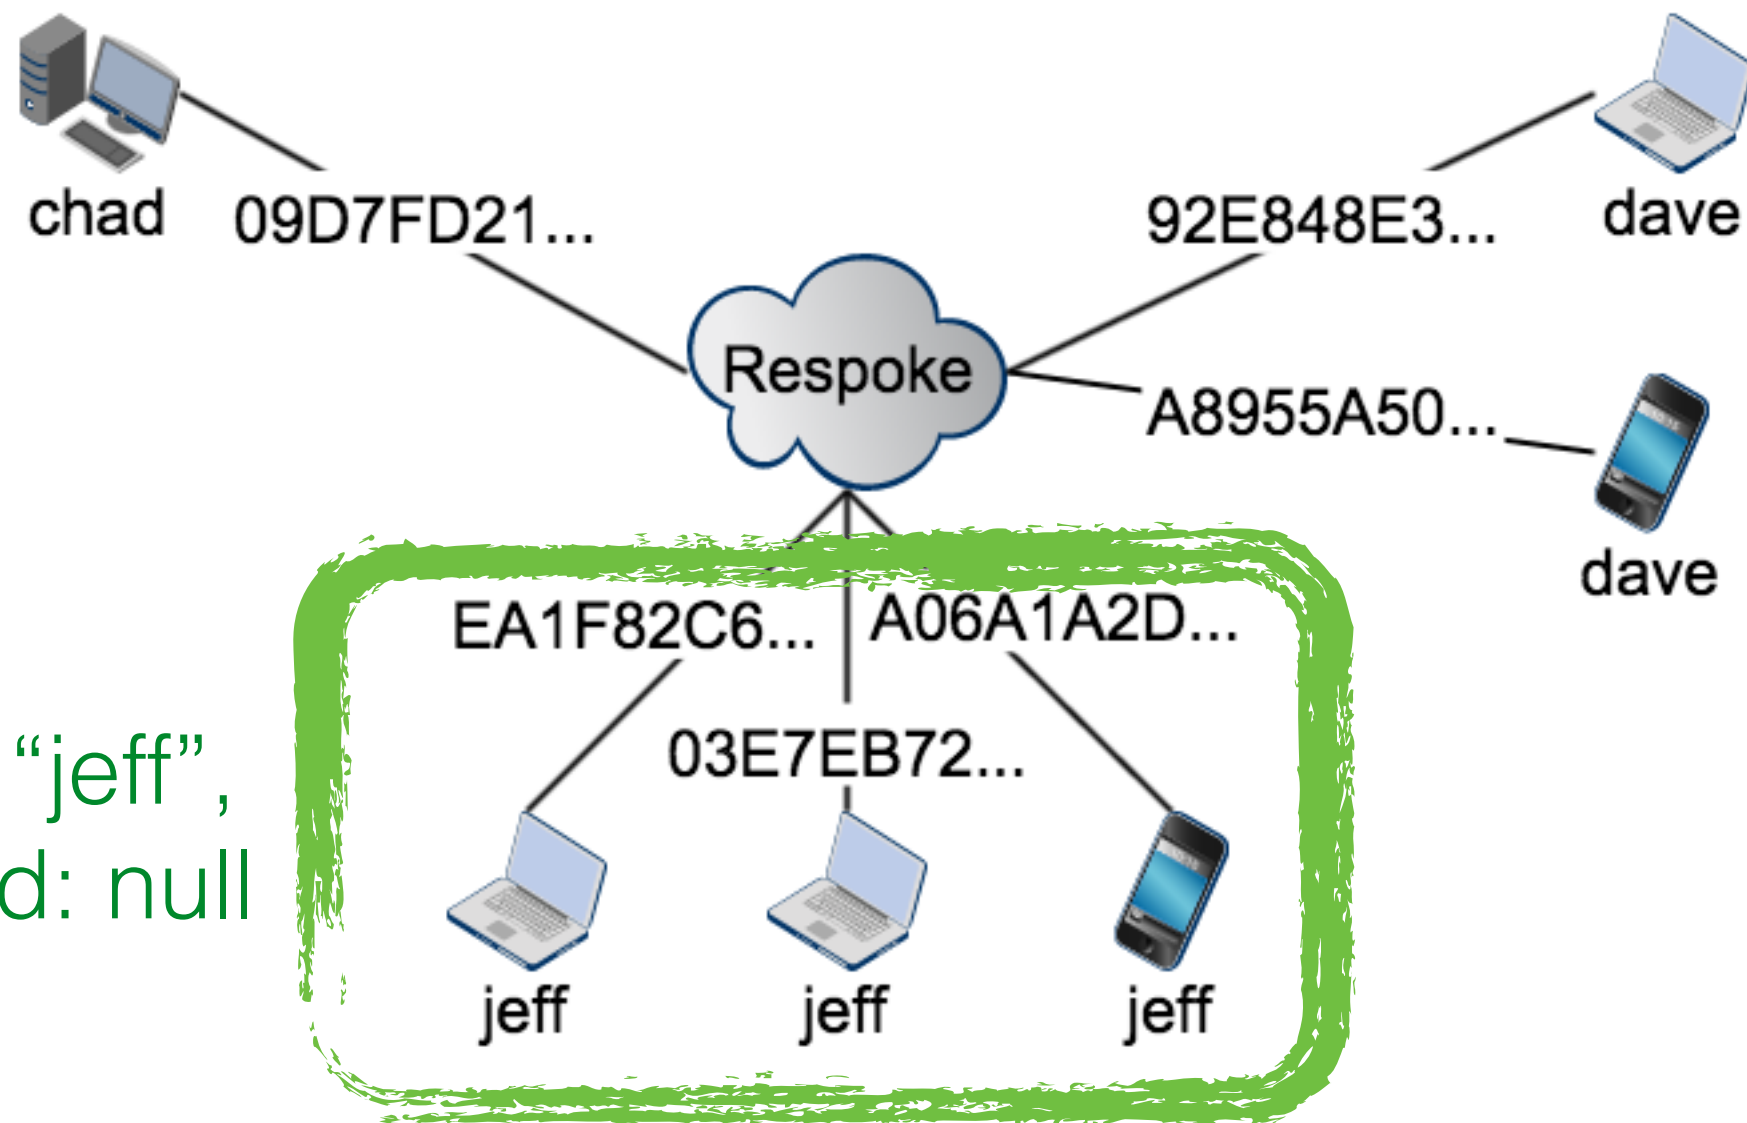 chad
09D7FD21...
92E848E3...
dave
Respoke
A8955A50...
dave
EA1F82C6...
A06A1A2D...
“jeff”,
03E7EB72...
d: null
jeff
jeff
jeff